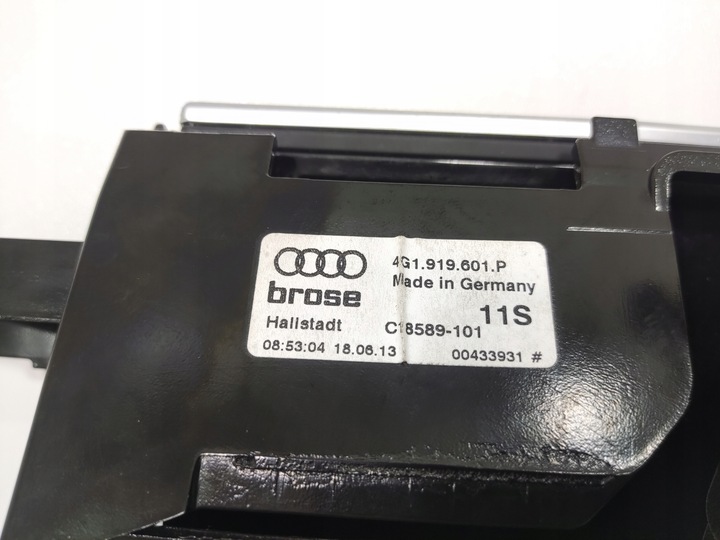 4G1.919.601.P
Made in Germany
brose
11S
Hallstadt C18589-101
08:53:04 18.06.13 00433931 #